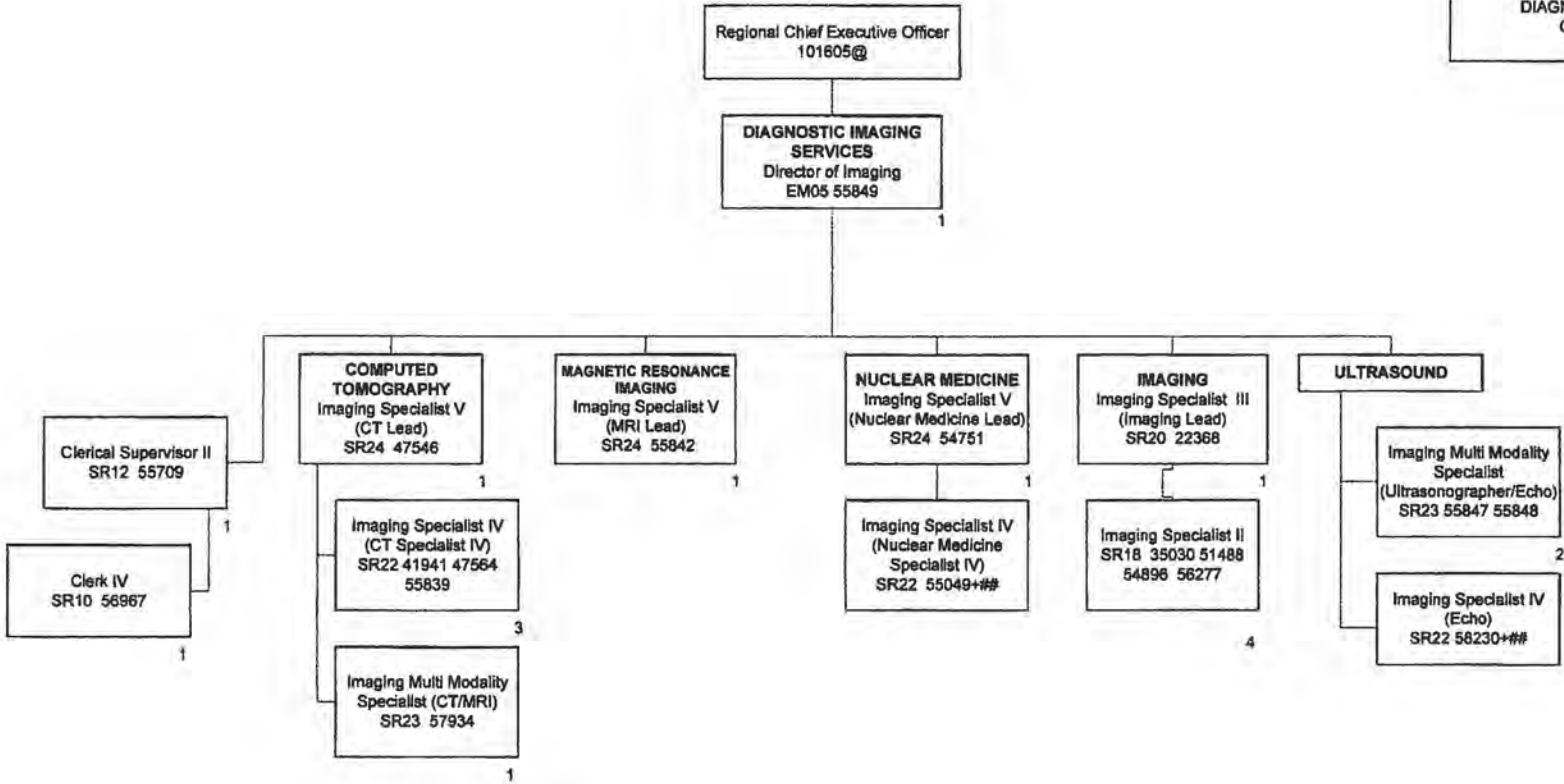 DIAGN
Regional Chief Executive Officer
101605@
DIAGNOSTIC IMAGING
SERVICES
Director of Imaging
EM05 55849
1
Clerical Supervisor II
SR12 55709
1
Clerk IV
SR10 56967
1
COMPUTED
TOMOGRAPHY
Imaging Specialist V
(CT Lead)
SR24 47546
1
Imaging Specialist IV
(CT Specialist IV)
SR22 41941 47564
55839
3
Imaging Multi Modality
Specialist (CT/MRI)
SR23 57934
1
MAGNETIC RESONANCE
IMAGING
Imaging Specialist V
(MRI Lead)
SR24 55842
1
NUCLEAR MEDICINE
Imaging Specialist V
(Nuclear Medicine Lead)
SR24 54751
1
Imaging Specialist IV
(Nuclear Medicine
Specialist IV)
SR22 55049+##
IMAGING
Imaging Specialist III
(Imaging Lead)
SR20 22368
1
Imaging Specialist II
SR18 35030 51488
54896 56277
4
ULTRASOUND
Imaging Multi Modality
Specialist
(Ultrasonographer/Echo)
SR23 55847 55848
2
Imaging Specialist IV
(Echo)
SR22 58230+##